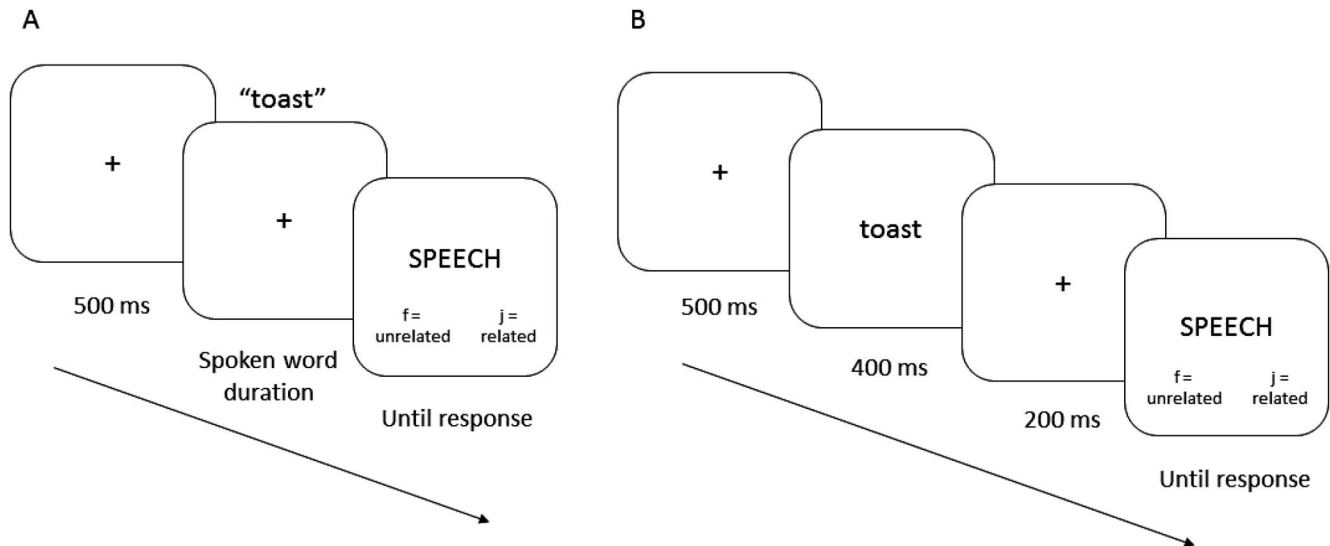 A
“toast”
+
+
SPEECH
f =
unrelated
j =
related
500 ms
Spoken word
duration
Until response
B
+
toast
+
SPEECH
f =
unrelated
j =
related
500 ms
400 ms
200 ms
Until response